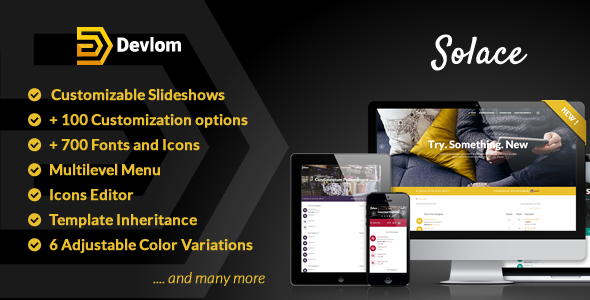 Devlom
Solace
Customizable Slideshows
+ 100 Customization options
+ 700 Fonts and Icons
Multilevel Menu
Icons Editor
Template Inheritance
6 Adjustable Color Variations
.... and many more
NEW !
Try. Something. New